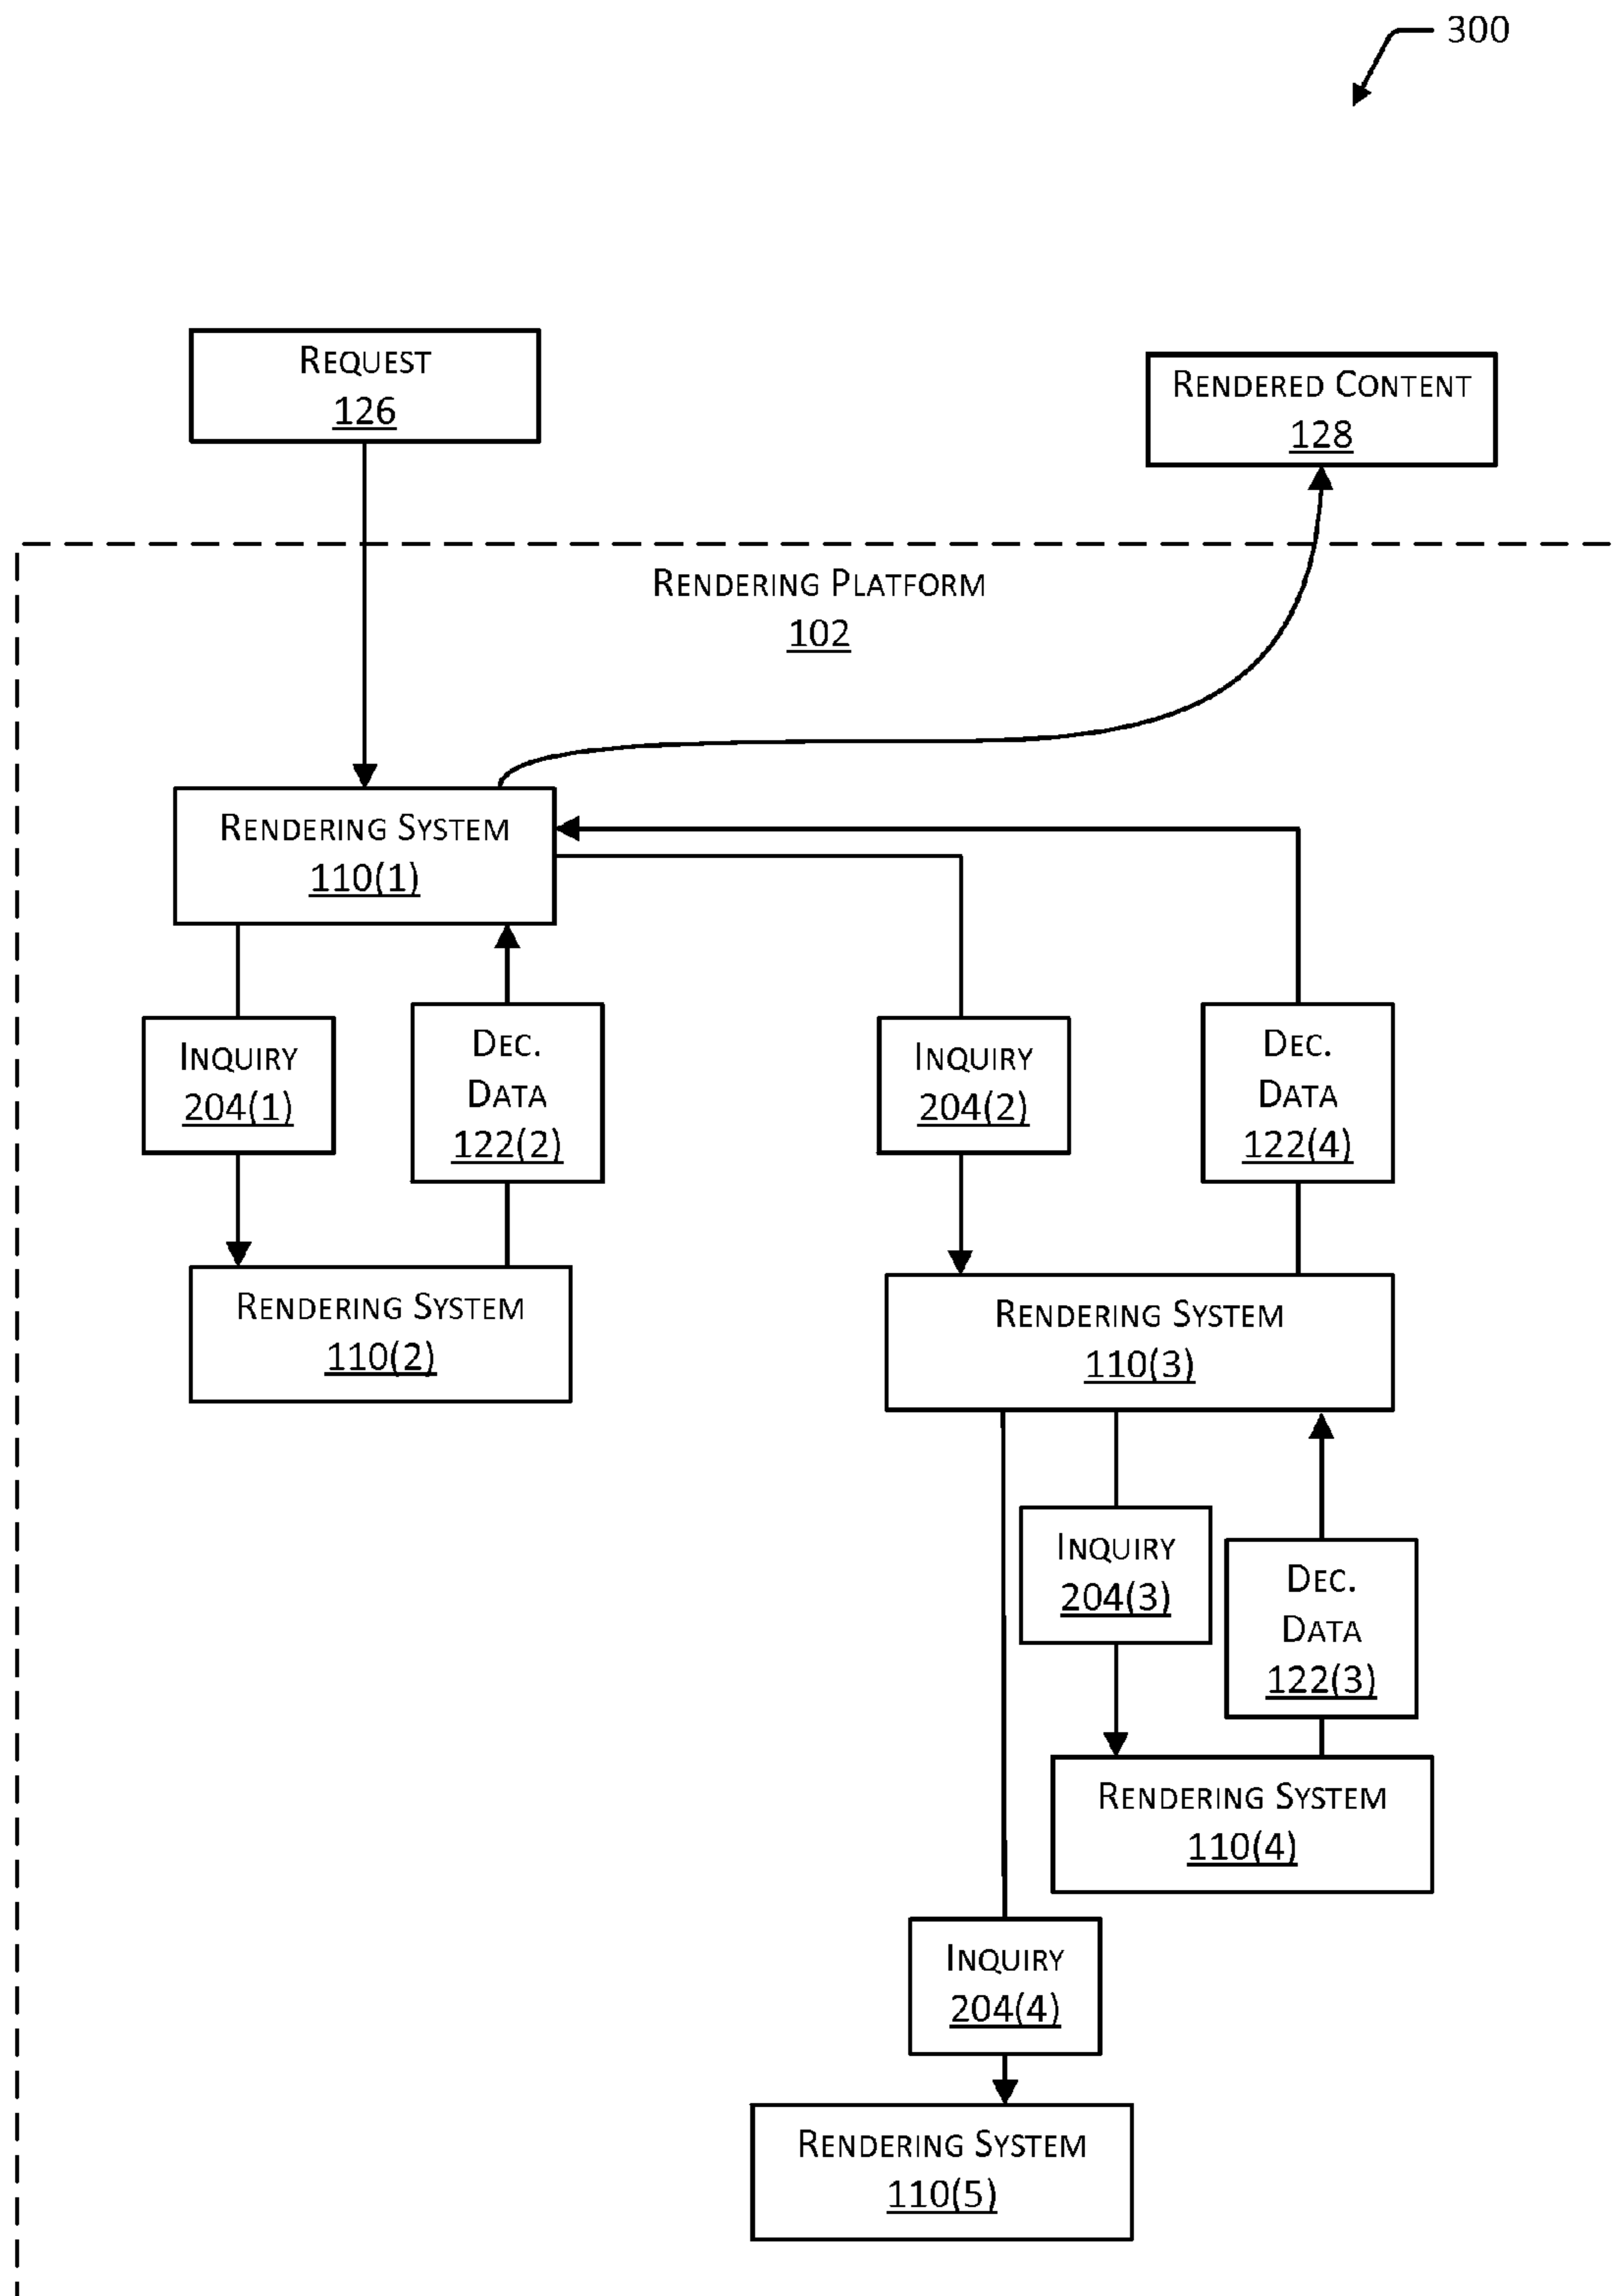 300
REQUEST
126
RENDERED CONTENT
128
RENDERING PLATFORM
102
RENDERING SYSTEM
110(1)
INQUIRY
204(1)
DEC.
DATA
122(2)
INQUIRY
204(2)
DEC.
DATA
122(4)
RENDERING SYSTEM
110(2)
RENDERING SYSTEM
110(3)
INQUIRY
204(3)
DEC.
DATA
122(3)
RENDERING SYSTEM
110(4)
INQUIRY
204(4)
RENDERING SYSTEM
110(5)